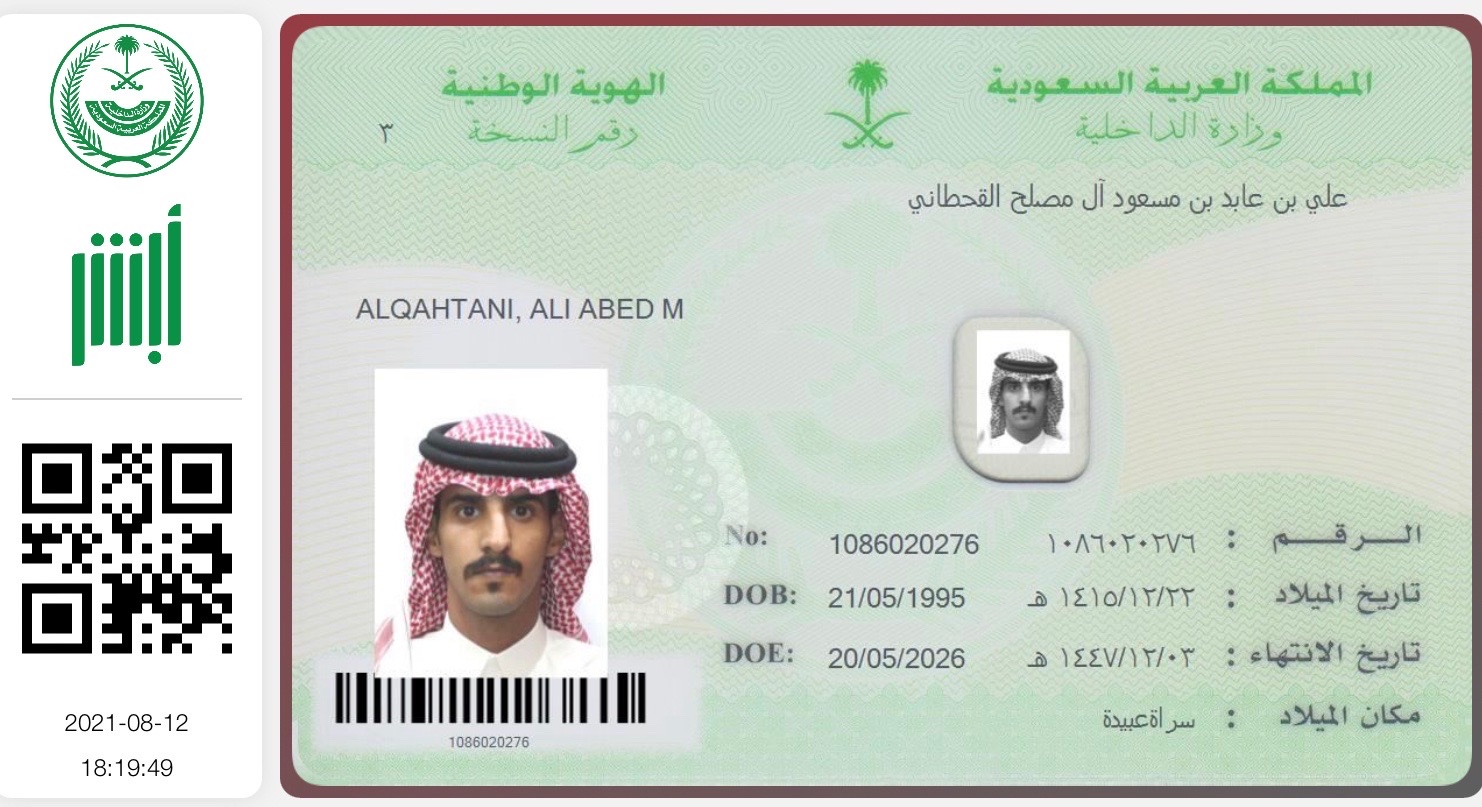 أبشر
2021-08-12
18:19:49
المملكة العربية السعودية
وزارة الداخلية
الهوية الوطنية
رقم النسخة ٣
علي بن عابد بن مسعود آل مصلح القحطاني
ALQAHTANI, ALI ABED M
الرقم : ١٠٨٦٠٢٠٢٧٦ 1086020276 No:
تاريخ الميلاد : ١٤١٥/١٢/٢٢ هـ 21/05/1995 DOB:
تاريخ الانتهاء : ١٤٤٧/١٢/٠٣ هـ 20/05/2026 DOE:
مكان الميلاد : سراة عبيدة
1086020276